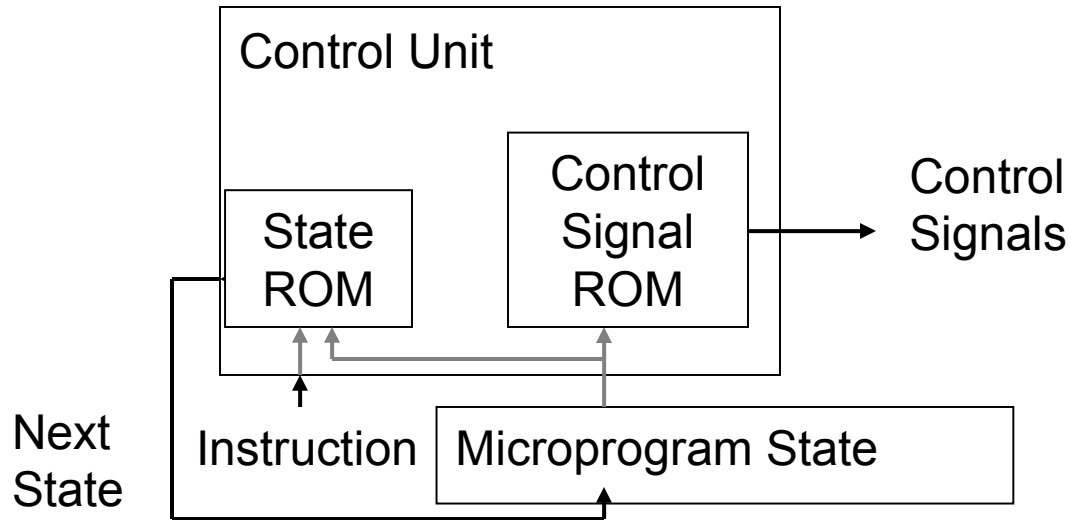 Control Unit
Control
Signal
ROM
State
ROM
Control
Signals
Next
State
Instruction
Microprogram State